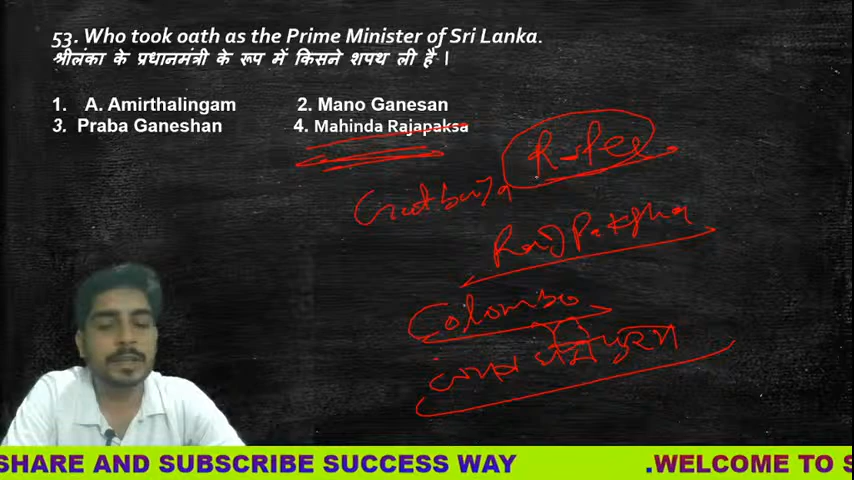 53. Who took oath as the Prime Minister of Sri Lanka.
श्रीलंका के प्रधानमंत्री के रूप में किसने शपथ ली है |
1. A. Amirthalingam 2. Mano Ganesan
3. Praba Ganeshan 4. Mahinda Rajapaksa
Rajpaksha
Colombo
SHARE AND SUBSCRIBE SUCCESS WAY .WELCOME TO S